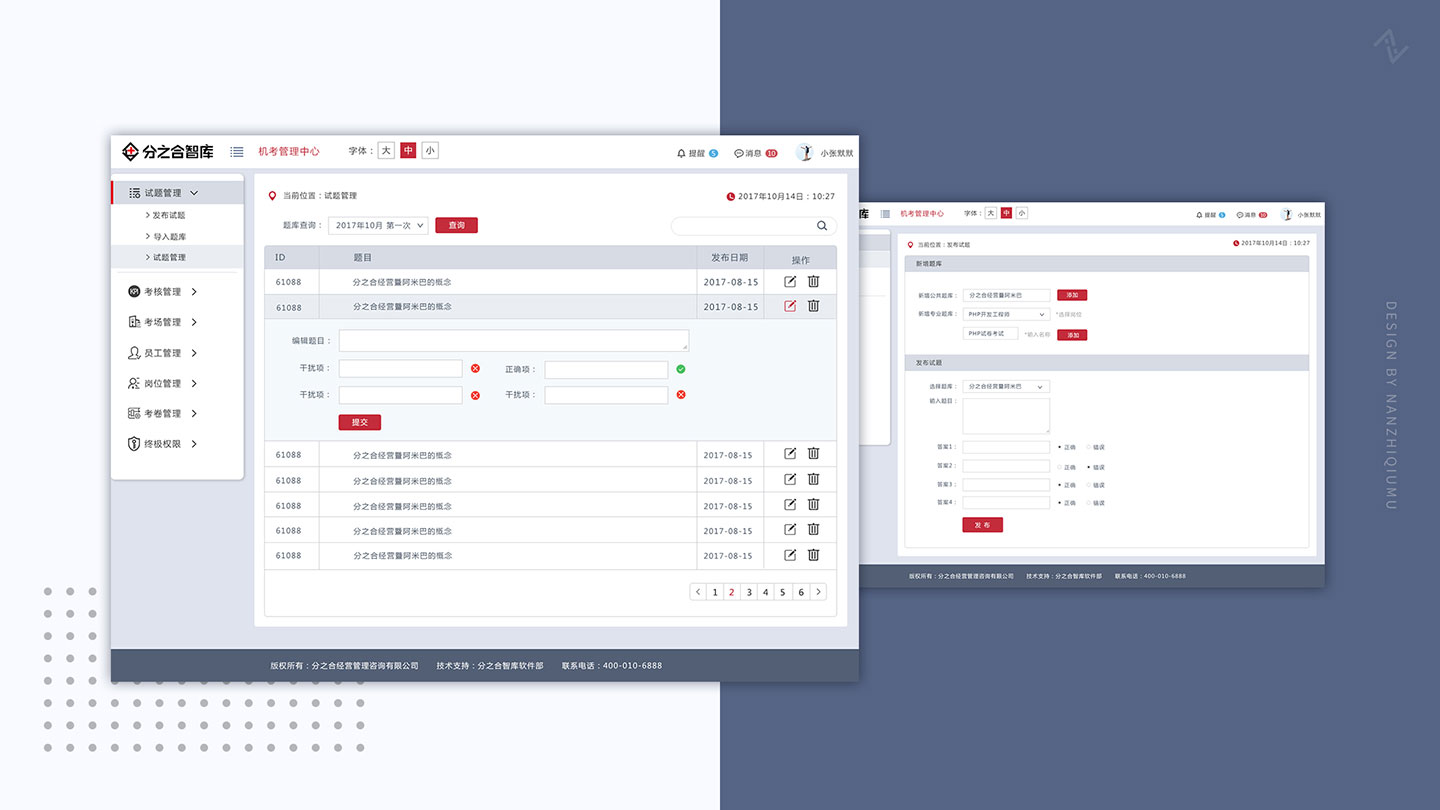 分之合智库 机考管理中心 字体： 大 中 小 提醒 5 消息 10 小张默默
试题管理
发布试题
导入题库
试题管理
KPI 考核管理
考场管理
员工管理
岗位管理
考卷管理
终极权限
当前位置：试题管理 2017年10月14日：10:27
题库查询： 2017年10月 第一次 查询
ID 题目 发布日期 操作
61088 分之合经营暨阿米巴的概念 2017-08-15
61088 分之合经营暨阿米巴的概念 2017-08-15
编辑题目：
干扰项： 正确项：
干扰项： 干扰项：
提交
61088 分之合经营暨阿米巴的概念 2017-08-15
61088 分之合经营暨阿米巴的概念 2017-08-15
61088 分之合经营暨阿米巴的概念 2017-08-15
61088 分之合经营暨阿米巴的概念 2017-08-15
61088 分之合经营暨阿米巴的概念 2017-08-15
1 2 3 4 5 6
版权所有：分之合经营管理咨询有限公司 技术支持：分之合智库软件部 联系电话：400-010-6888
库 机考管理中心 字体： 大 中 小 提醒 5 消息 10 小张默默
当前位置：发布试题 2017年10月14日：10:27
新增题库
新增公共题库： 分之合经营暨阿米巴 添加
新增专业题库： PHP开发工程师 *选择岗位
PHP试卷考试 *输入名称 添加
发布试题
选择题库： 分之合经营暨阿米巴
输入题目：
答案1： 正确 错误
答案2： 正确 错误
答案3： 正确 错误
答案4： 正确 错误
发布
版权所有：分之合经营管理咨询有限公司 技术支持：分之合智库软件部 联系电话：400-010-6888
DESIGN BY NANZHIQIUMU